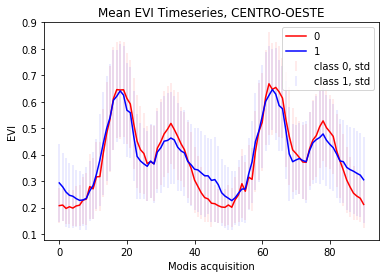 Mean EVI Timeseries, CENTRO-OESTE
0
1
class 0, std
class 1, std
EVI
0.9
0.8
0.7
0.6
0.5
0.4
0.3
0.2
0.1
0 20 40 60 80
Modis acquisition